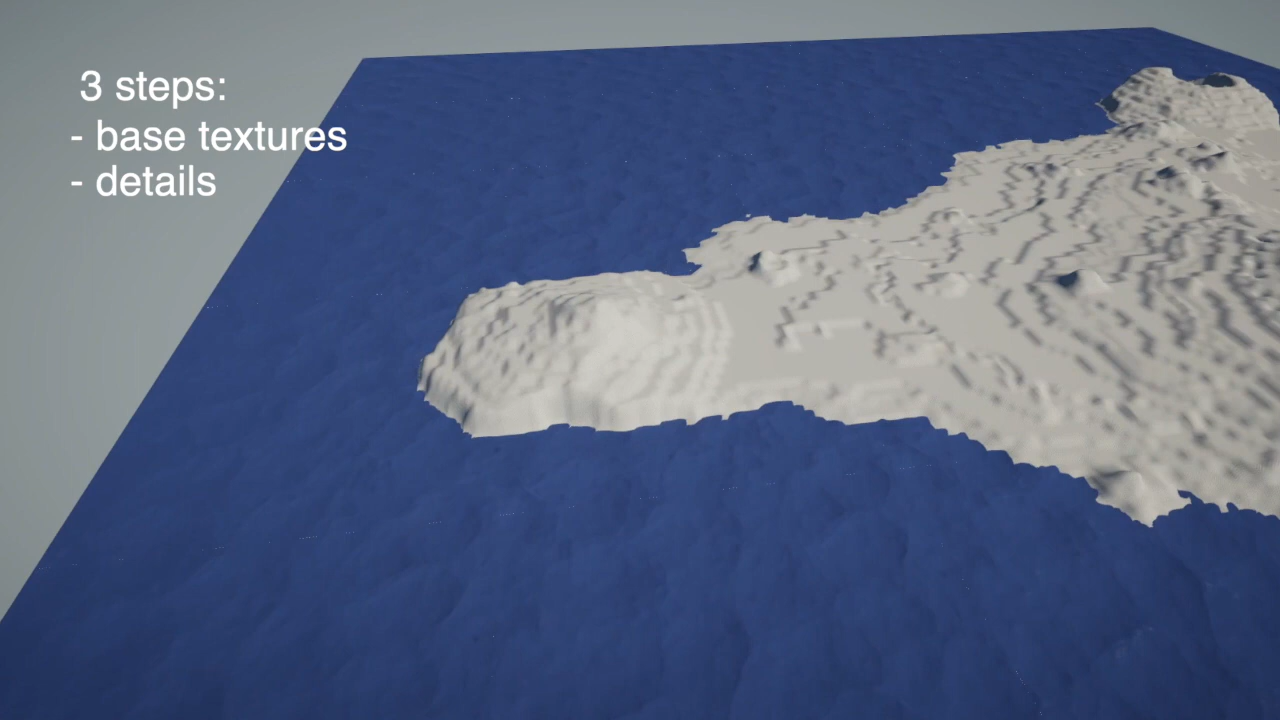 3 steps:
- base textures
- details